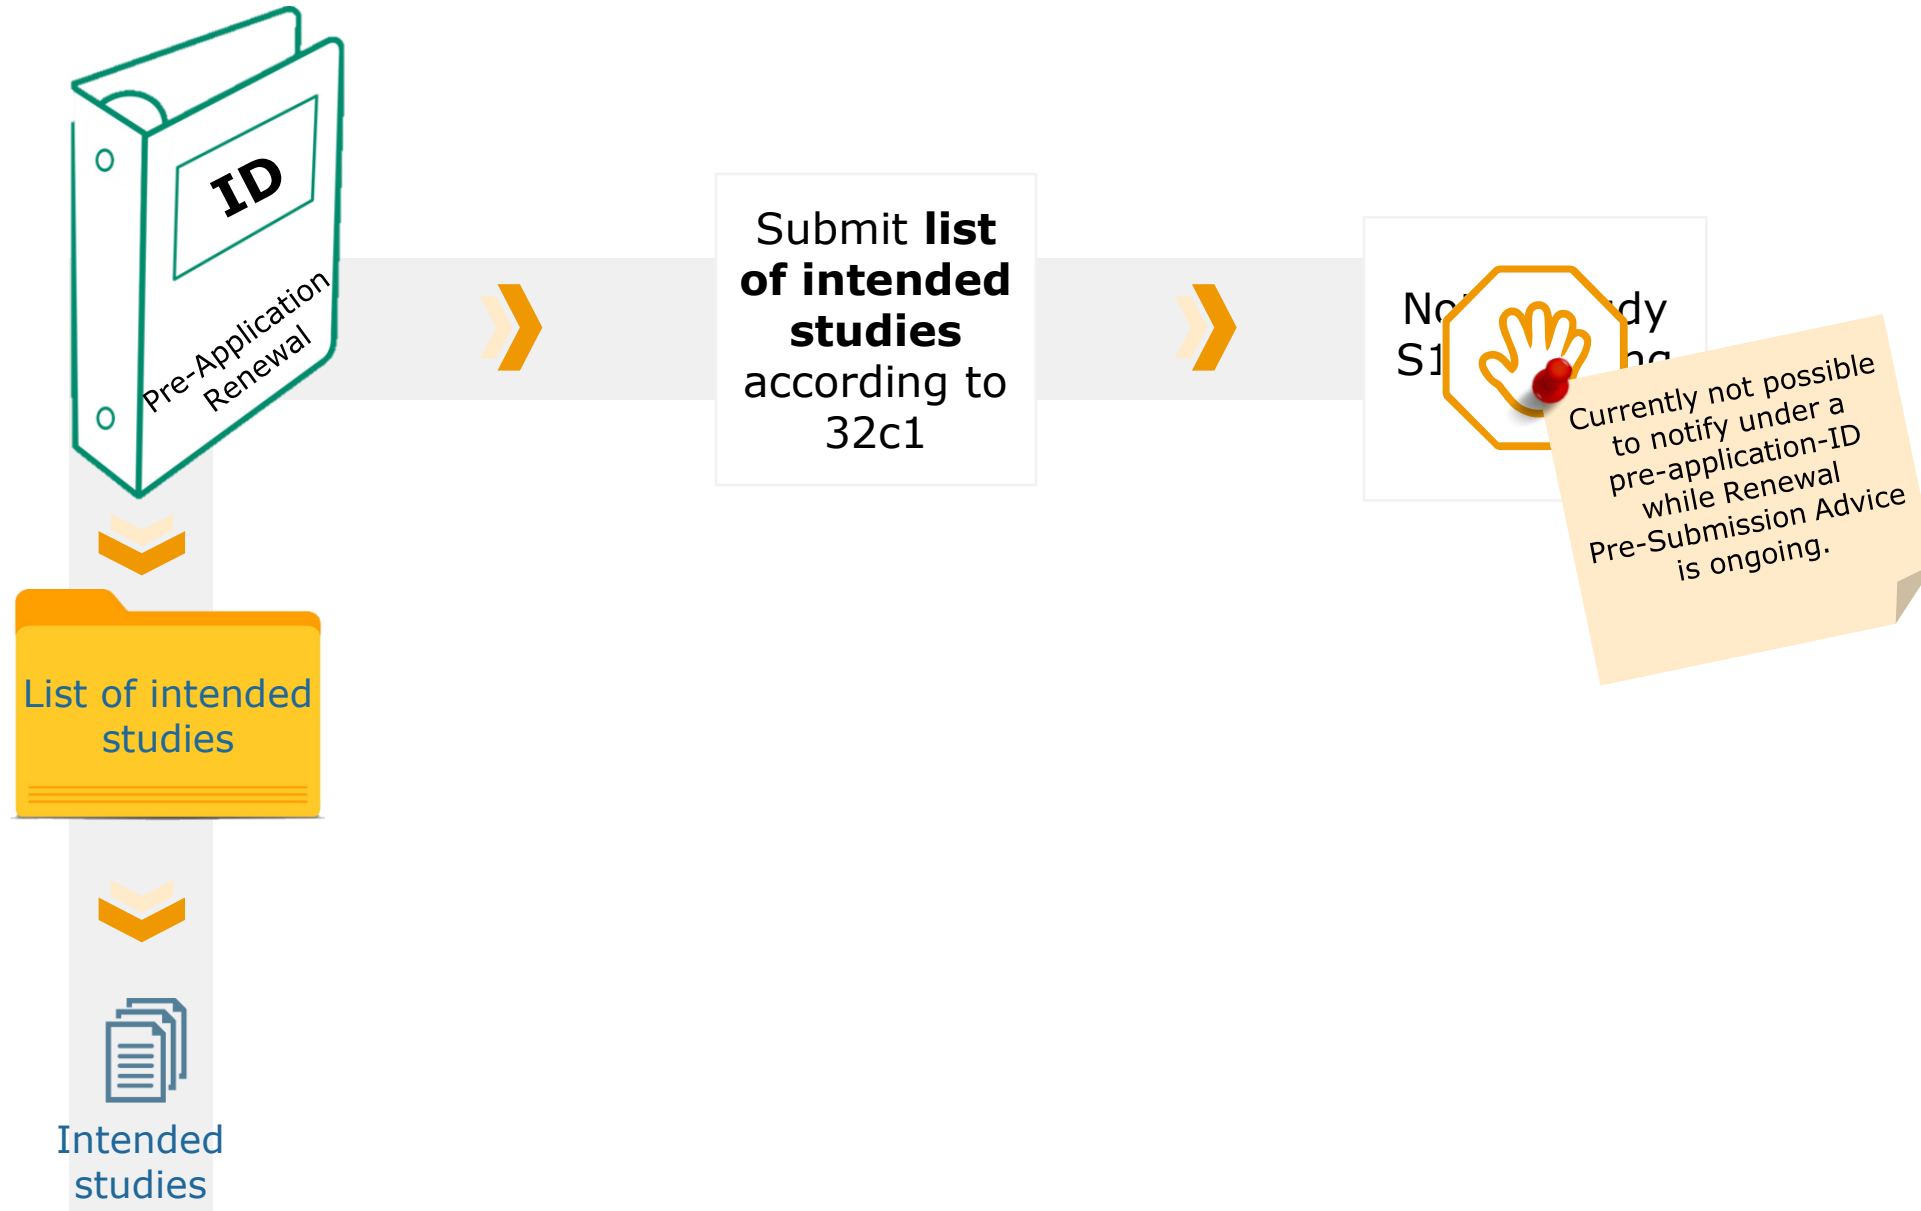 ID
Pre-Application
Renewal
Submit list
of intended
studies
according to
32c1
Currently not possible
to notify under a
pre-application-ID
while Renewal
Pre-Submission Advice
is ongoing.
List of intended
studies
Intended
studies